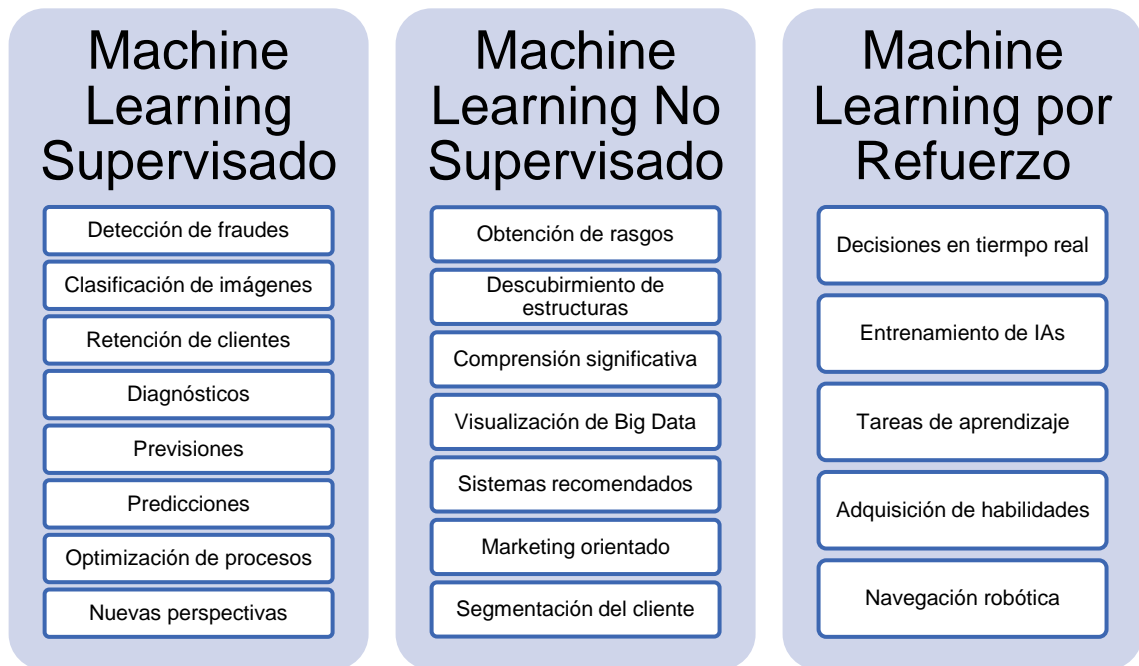 Machine
Learning
Supervisado
Detección de fraudes
Clasificación de imágenes
Retención de clientes
Diagnósticos
Previsiones
Predicciones
Optimización de procesos
Nuevas perspectivas
Machine
Learning No
Supervisado
Obtención de rasgos
Descubirmiento de
estructuras
Comprensión significativa
Visualización de Big Data
Sistemas recomendados
Marketing orientado
Segmentación del cliente
Machine
Learning por
Refuerzo
Decisiones en tiermpo real
Entrenamiento de IAs
Tareas de aprendizaje
Adquisición de habilidades
Navegación robótica